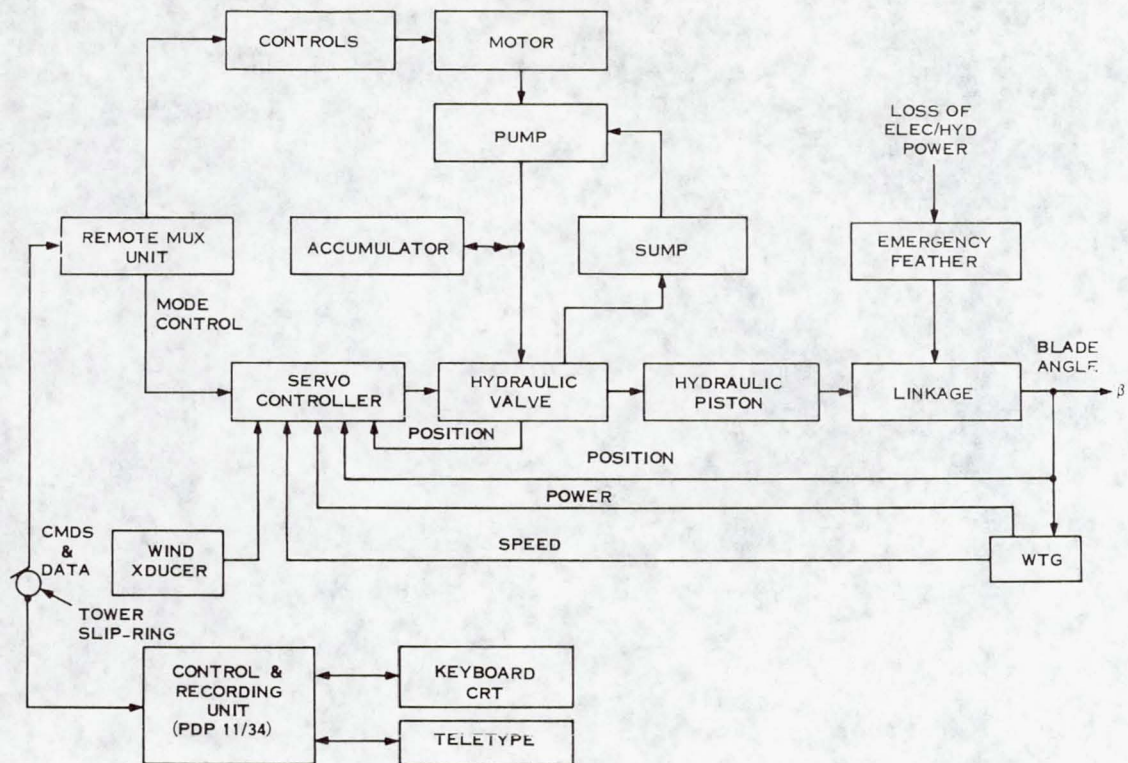 CONTROLS
MOTOR
PUMP
LOSS OF
ELEC/HYD
POWER
REMOTE MUX
UNIT
ACCUMULATOR
SUMP
EMERGENCY
FEATHER
MODE
CONTROL
SERVO
CONTROLLER
HYDRAULIC
VALVE
HYDRAULIC
PISTON
LINKAGE
BLADE
ANGLE
β
POSITION
POSITION
POWER
SPEED
WTG
CMDS
&
DATA
WIND
XDUCER
TOWER
SLIP-RING
CONTROL &
RECORDING
UNIT
(PDP 11/34)
KEYBOARD
CRT
TELETYPE